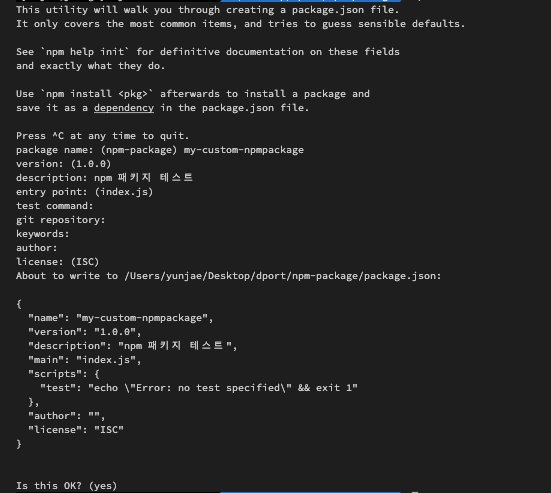 This utility will walk you through creating a package.json file.
It only covers the most common items, and tries to guess sensible defaults.
See `npm help init` for definitive documentation on these fields
and exactly what they do.
Use `npm install <pkg>` afterwards to install a package and
save it as a dependency in the package.json file.
Press ^C at any time to quit.
package name: (npm-package) my-custom-npmpackage
version: (1.0.0)
description: npm 패키지 테스트
entry point: (index.js)
test command:
git repository:
keywords:
author:
license: (ISC)
About to write to /Users/yunjae/Desktop/dport/npm-package/package.json:
{
  "name": "my-custom-npmpackage",
  "version": "1.0.0",
  "description": "npm 패키지 테스트",
  "main": "index.js",
  "scripts": {
    "test": "echo \"Error: no test specified\" && exit 1"
  },
  "author": "",
  "license": "ISC"
}
Is this OK? (yes)